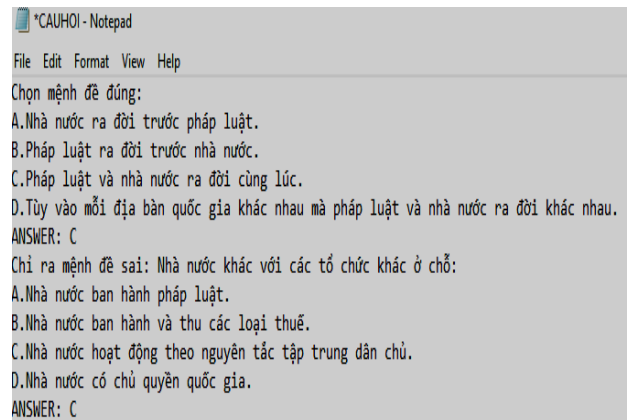 *CAUHOI - Notepad
File Edit Format View Help
Chọn mệnh đề đúng:
A.Nhà nước ra đời trước pháp luật.
B.Pháp luật ra đời trước nhà nước.
C.Pháp luật và nhà nước ra đời cùng lúc.
D.Tùy vào mỗi địa bàn quốc gia khác nhau mà pháp luật và nhà nước ra đời khác nhau.
ANSWER: C
Chỉ ra mệnh đề sai: Nhà nước khác với các tổ chức khác ở chỗ:
A.Nhà nước ban hành pháp luật.
B.Nhà nước ban hành và thu các loại thuế.
C.Nhà nước hoạt động theo nguyên tắc tập trung dân chủ.
D.Nhà nước có chủ quyền quốc gia.
ANSWER: C